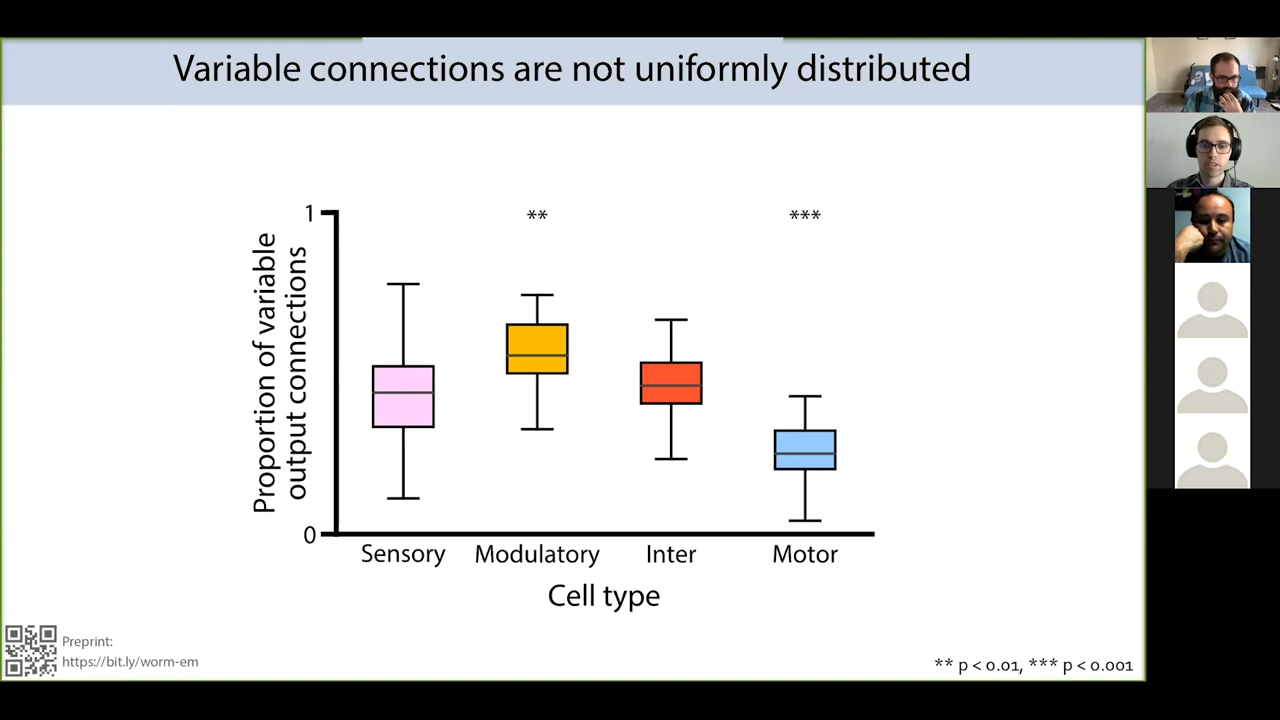 Variable connections are not uniformly distributed
Proportion of variable
output connections
1
0
**
***
Sensory Modulatory Inter Motor
Cell type
Preprint:
https://bit.ly/worm-em
** p < 0.01, *** p < 0.001